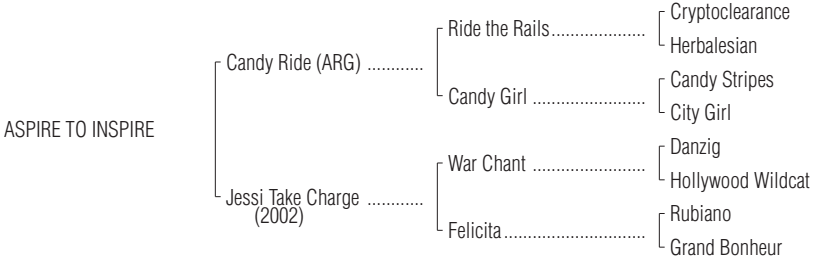 Cryptoclearance
Ride the Rails.....................
Herbalesian
Candy Ride (ARG) ............
Candy Stripes
Candy Girl .........................
City Girl
ASPIRE TO INSPIRE
Danzig
War Chant .........................
Hollywood Wildcat
Jessi Take Charge ............
(2002)
Rubiano
Felicita...............................
Grand Bonheur